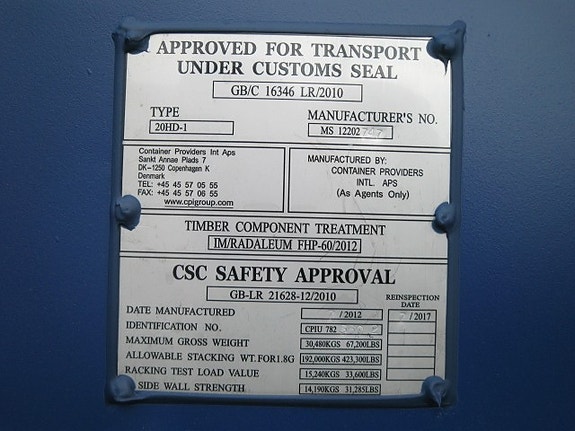 APPROVED FOR TRANSPORT
UNDER CUSTOMS SEAL
GB/C 16346 LR/2010
TYPE MANUFACTURER'S NO.
20HD-1 MS 12202
Container Providers Int Aps
Sankt Annae Plads 7
DK-1250 Copenhagen K
Denmark
TEL: +45 45 57 05 55
FAX: +45 45 57 06 55
www.cpigroup.com
MANUFACTURED BY:
CONTAINER PROVIDERS
INTL. APS
(As Agents Only)
TIMBER COMPONENT TREATMENT
IM/RADALEUM FHP-60/2012
CSC SAFETY APPROVAL
GB-LR 21628-12/2010
REINSPECTION
DATE
DATE MANUFACTURED /2012 /2017
IDENTIFICATION NO. CPIU 782
MAXIMUM GROSS WEIGHT 30,480KGS 67,200LBS
ALLOWABLE STACKING WT.FOR1.8G 192,000KGS 423,300LBS
RACKING TEST LOAD VALUE 15,240KGS 33,600LBS
SIDE WALL STRENGTH 14,190KGS 31,285LBS